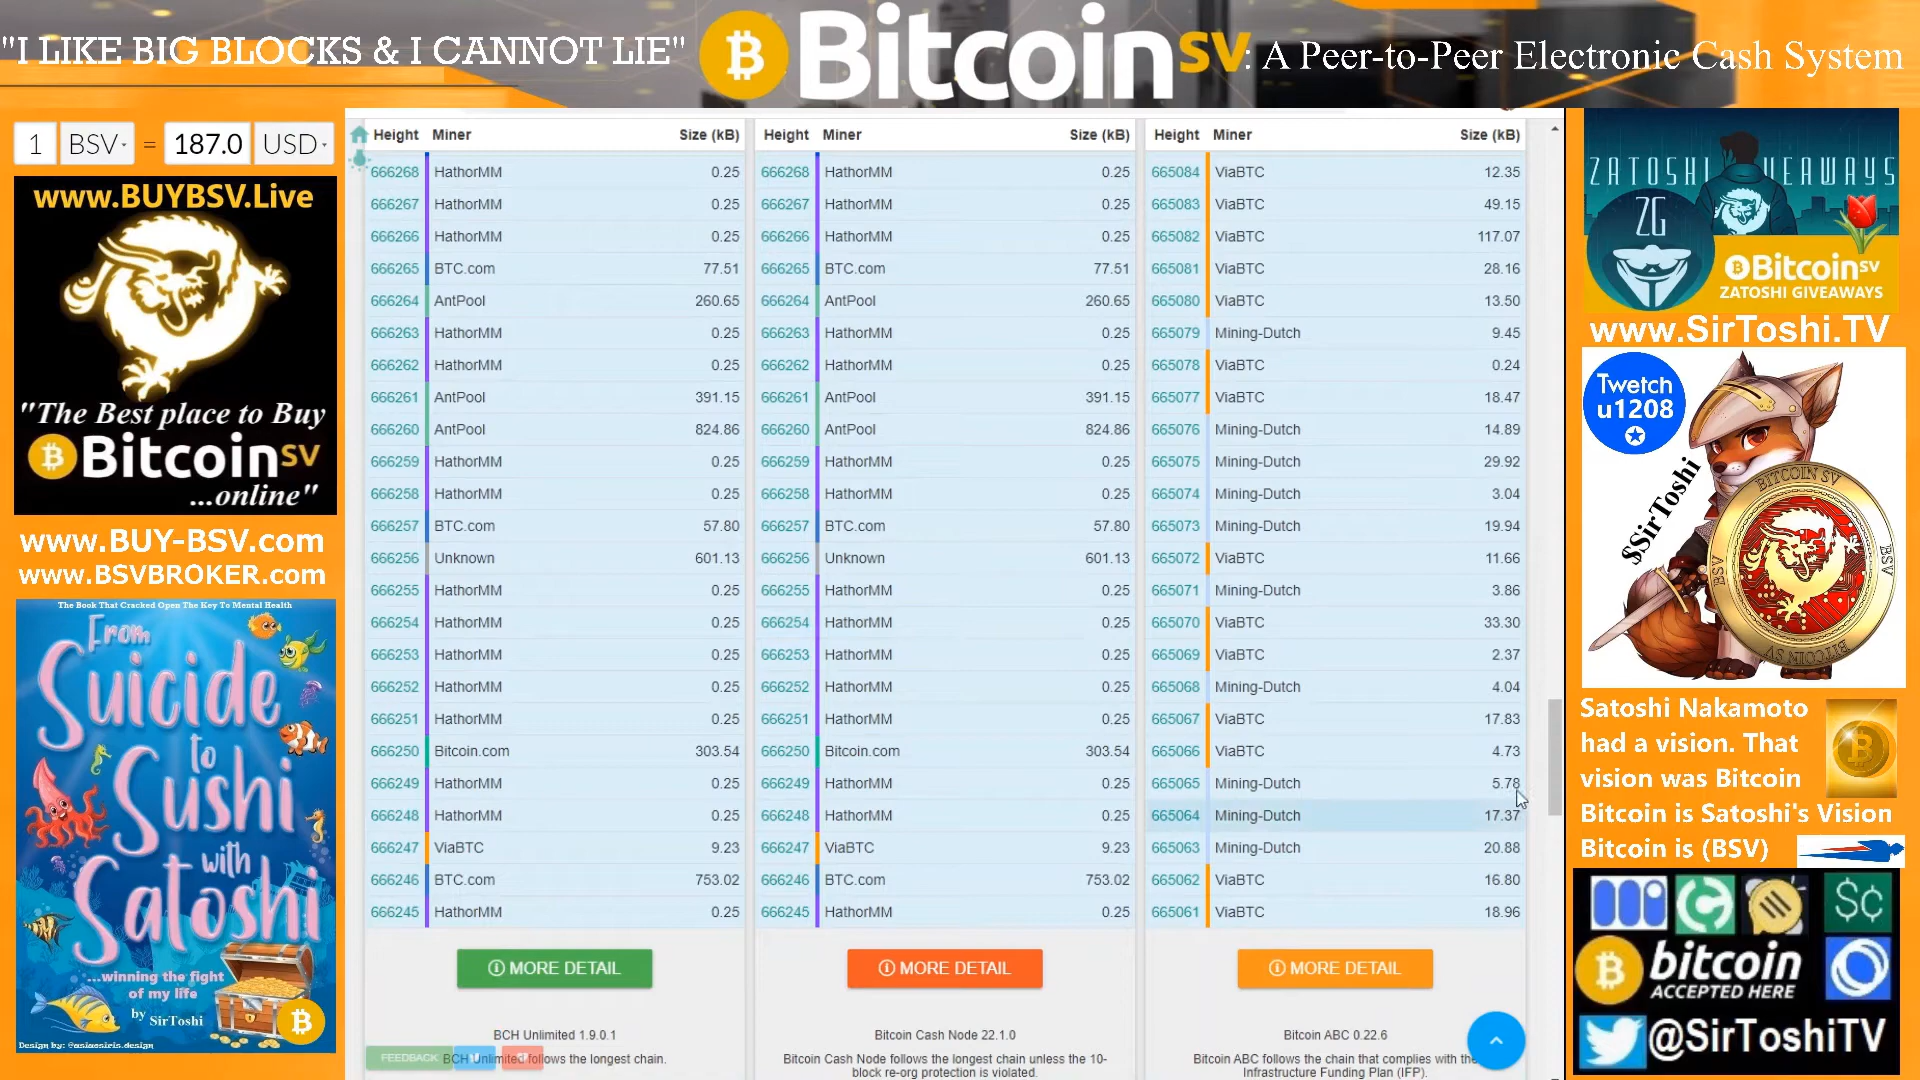 "I LIKE BIG BLOCKS & I CANNOT LIE"
Bitcoin SV : A Peer-to-Peer Electronic Cash System
1 BSV = 187.0 USD
www.BUYBSV.Live
"The Best place to Buy
Bitcoin SV
...online"
www.BUY-BSV.com
www.BSVBROKER.com
The Book That Cracked Open The Key To Mental Health
From
Suicide
to
Sushi
with
Satoshi
...winning the fight
of my life
by SirToshi
Design by: @asiaosiris.design
Height Miner Size (kB)
666268 HathorMM 0.25
666267 HathorMM 0.25
666266 HathorMM 0.25
666265 BTC.com 77.51
666264 AntPool 260.65
666263 HathorMM 0.25
666262 HathorMM 0.25
666261 AntPool 391.15
666260 AntPool 824.86
666259 HathorMM 0.25
666258 HathorMM 0.25
666257 BTC.com 57.80
666256 Unknown 601.13
666255 HathorMM 0.25
666254 HathorMM 0.25
666253 HathorMM 0.25
666252 HathorMM 0.25
666251 HathorMM 0.25
666250 Bitcoin.com 303.54
666249 HathorMM 0.25
666248 HathorMM 0.25
666247 ViaBTC 9.23
666246 BTC.com 753.02
666245 HathorMM 0.25
MORE DETAIL
BCH Unlimited 1.9.0.1
BCH Unlimited follows the longest chain.
FEEDBACK
Height Miner Size (kB)
666268 HathorMM 0.25
666267 HathorMM 0.25
666266 HathorMM 0.25
666265 BTC.com 77.51
666264 AntPool 260.65
666263 HathorMM 0.25
666262 HathorMM 0.25
666261 AntPool 391.15
666260 AntPool 824.86
666259 HathorMM 0.25
666258 HathorMM 0.25
666257 BTC.com 57.80
666256 Unknown 601.13
666255 HathorMM 0.25
666254 HathorMM 0.25
666253 HathorMM 0.25
666252 HathorMM 0.25
666251 HathorMM 0.25
666250 Bitcoin.com 303.54
666249 HathorMM 0.25
666248 HathorMM 0.25
666247 ViaBTC 9.23
666246 BTC.com 753.02
666245 HathorMM 0.25
MORE DETAIL
Bitcoin Cash Node 22.1.0
Bitcoin Cash Node follows the longest chain unless the 10-
block re-org protection is violated.
Height Miner Size (kB)
665084 ViaBTC 12.35
665083 ViaBTC 49.15
665082 ViaBTC 117.07
665081 ViaBTC 28.16
665080 ViaBTC 13.50
665079 Mining-Dutch 9.45
665078 ViaBTC 0.24
665077 ViaBTC 18.47
665076 Mining-Dutch 14.89
665075 Mining-Dutch 29.92
665074 Mining-Dutch 3.04
665073 Mining-Dutch 19.94
665072 ViaBTC 11.66
665071 Mining-Dutch 3.86
665070 ViaBTC 33.30
665069 ViaBTC 2.37
665068 Mining-Dutch 4.04
665067 ViaBTC 17.83
665066 ViaBTC 4.73
665065 Mining-Dutch 5.78
665064 Mining-Dutch 17.37
665063 Mining-Dutch 20.88
665062 ViaBTC 16.80
665061 ViaBTC 18.96
MORE DETAIL
Bitcoin ABC 0.22.6
Bitcoin ABC follows the chain that complies with the
Infrastructure Funding Plan (IFP).
ZATOSHI
EAWAYS
ZG
Bitcoin SV
ZATOSHI GIVEAWAYS
www.SirToshi.TV
Twetch
u1208
$SirToshi
BITCOIN SV
BSV
BSV
Satoshi Nakamoto
had a vision. That
vision was Bitcoin
Bitcoin is Satoshi's Vision
Bitcoin is (BSV)
bitcoin
ACCEPTED HERE
@SirToshiTV